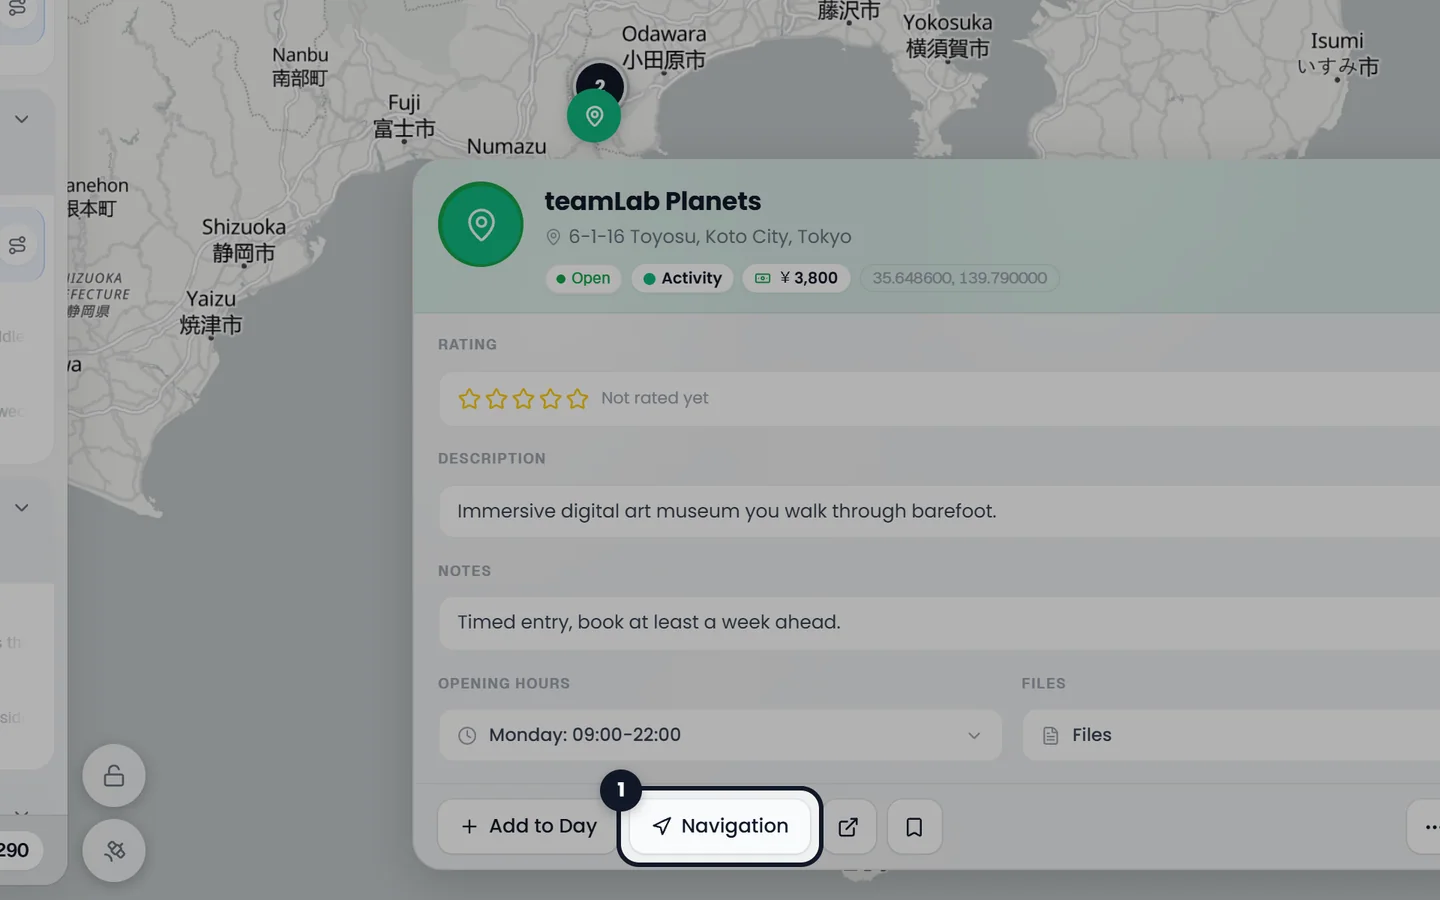 藤沢市
Odawara
小田原市
Yokosuka
横須賀市
Isumi
いすみ市
Nanbu
南部町
Fuji
富士市
Numazu
2
anehon
根本町
Shizuoka
静岡市
IZUOKA
EFECTURE
静岡県
Yaizu
焼津市
teamLab Planets
6-1-16 Toyosu, Koto City, Tokyo
Open
Activity
¥ 3,800
35.648600, 139.790000
RATING
Not rated yet
DESCRIPTION
Immersive digital art museum you walk through barefoot.
NOTES
Timed entry, book at least a week ahead.
OPENING HOURS
FILES
Monday: 09:00-22:00
Files
1
+ Add to Day
Navigation
290